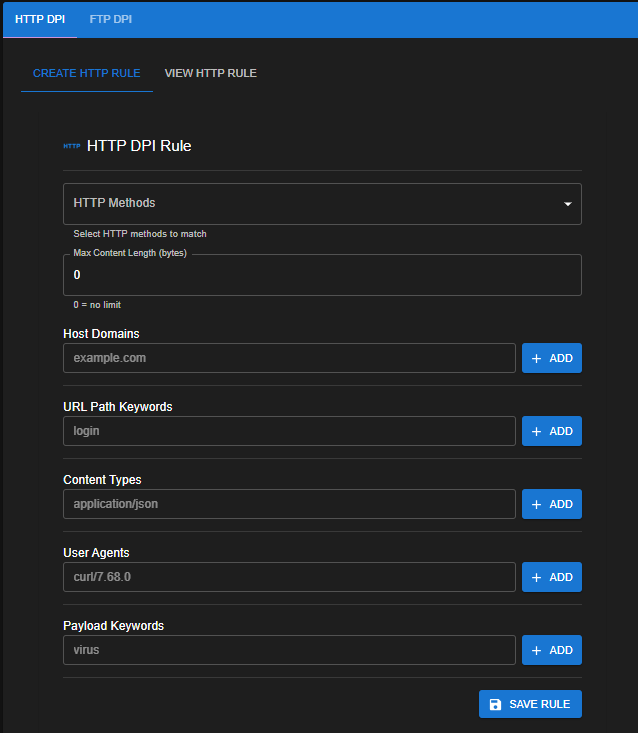 HTTP DPI FTP DPI
CREATE HTTP RULE VIEW HTTP RULE
HTTP HTTP DPI Rule
HTTP Methods
Select HTTP methods to match
Max Content Length (bytes)
0
0 = no limit
Host Domains
example.com + ADD
URL Path Keywords
login + ADD
Content Types
application/json + ADD
User Agents
curl/7.68.0 + ADD
Payload Keywords
virus + ADD
SAVE RULE